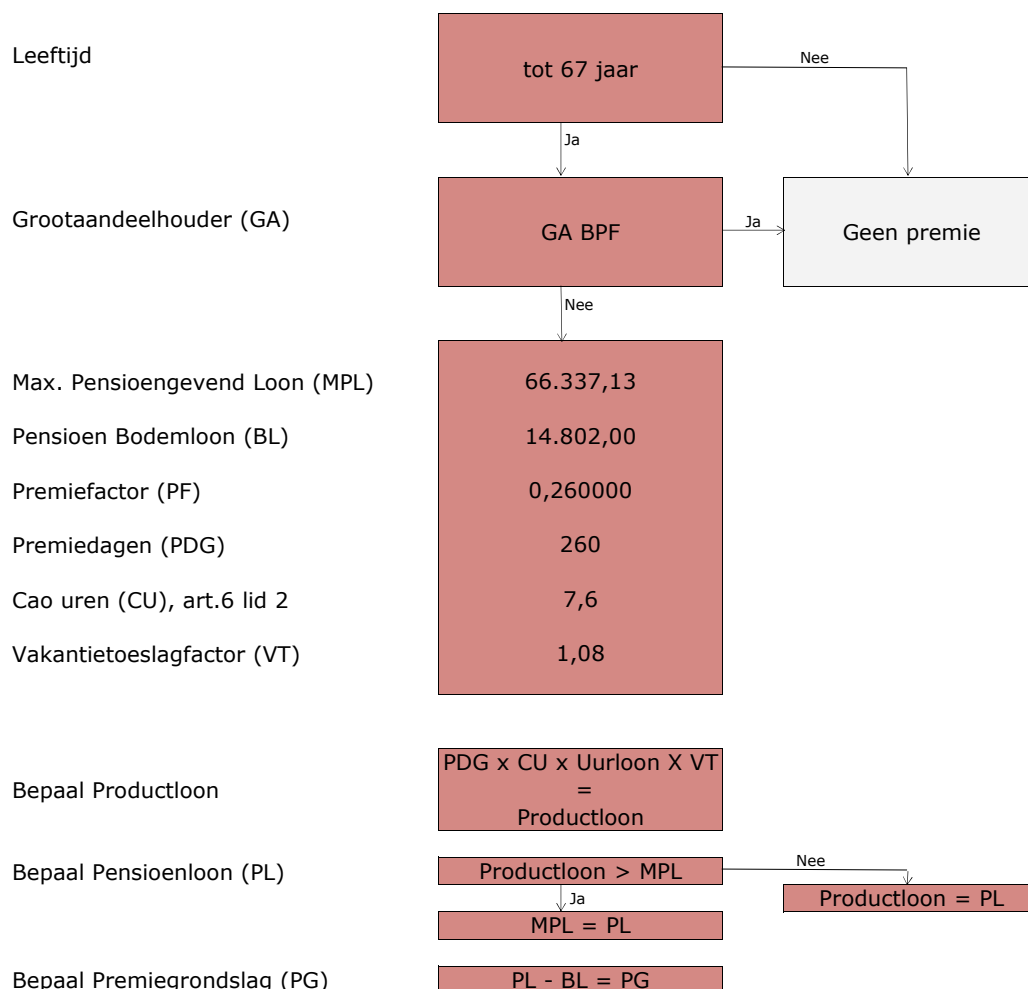 Leeftijd
tot 67 jaar
Nee
Ja
Grootaandeelhouder (GA)
GA BPF
Ja
Geen premie
Nee
Max. Pensioengevend Loon (MPL)
66.337,13
Pensioen Bodemloon (BL)
14.802,00
Premiefactor (PF)
0,260000
Premiedagen (PDG)
260
Cao uren (CU), art.6 lid 2
7,6
Vakantietoeslagfactor (VT)
1,08
Bepaal Productloon
PDG x CU x Uurloon X VT
=
Productloon
Bepaal Pensioenloon (PL)
Productloon > MPL
Nee
Productloon = PL
Ja
MPL = PL
Bepaal Premiegrondslag (PG)
PL - BL = PG